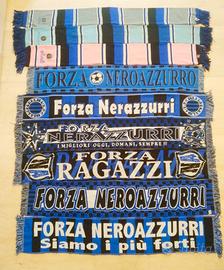 FORZA NEROAZZURRO
Forza Nerazzurri
FORZA
NERAZZURRI
I MIGLIORI OGGI, DOMANI, SEMPRE!!
FORZA
RAGAZZI
FORZA NEROAZZURRI
FORZA NEROAZZURRI
Siamo i più forti